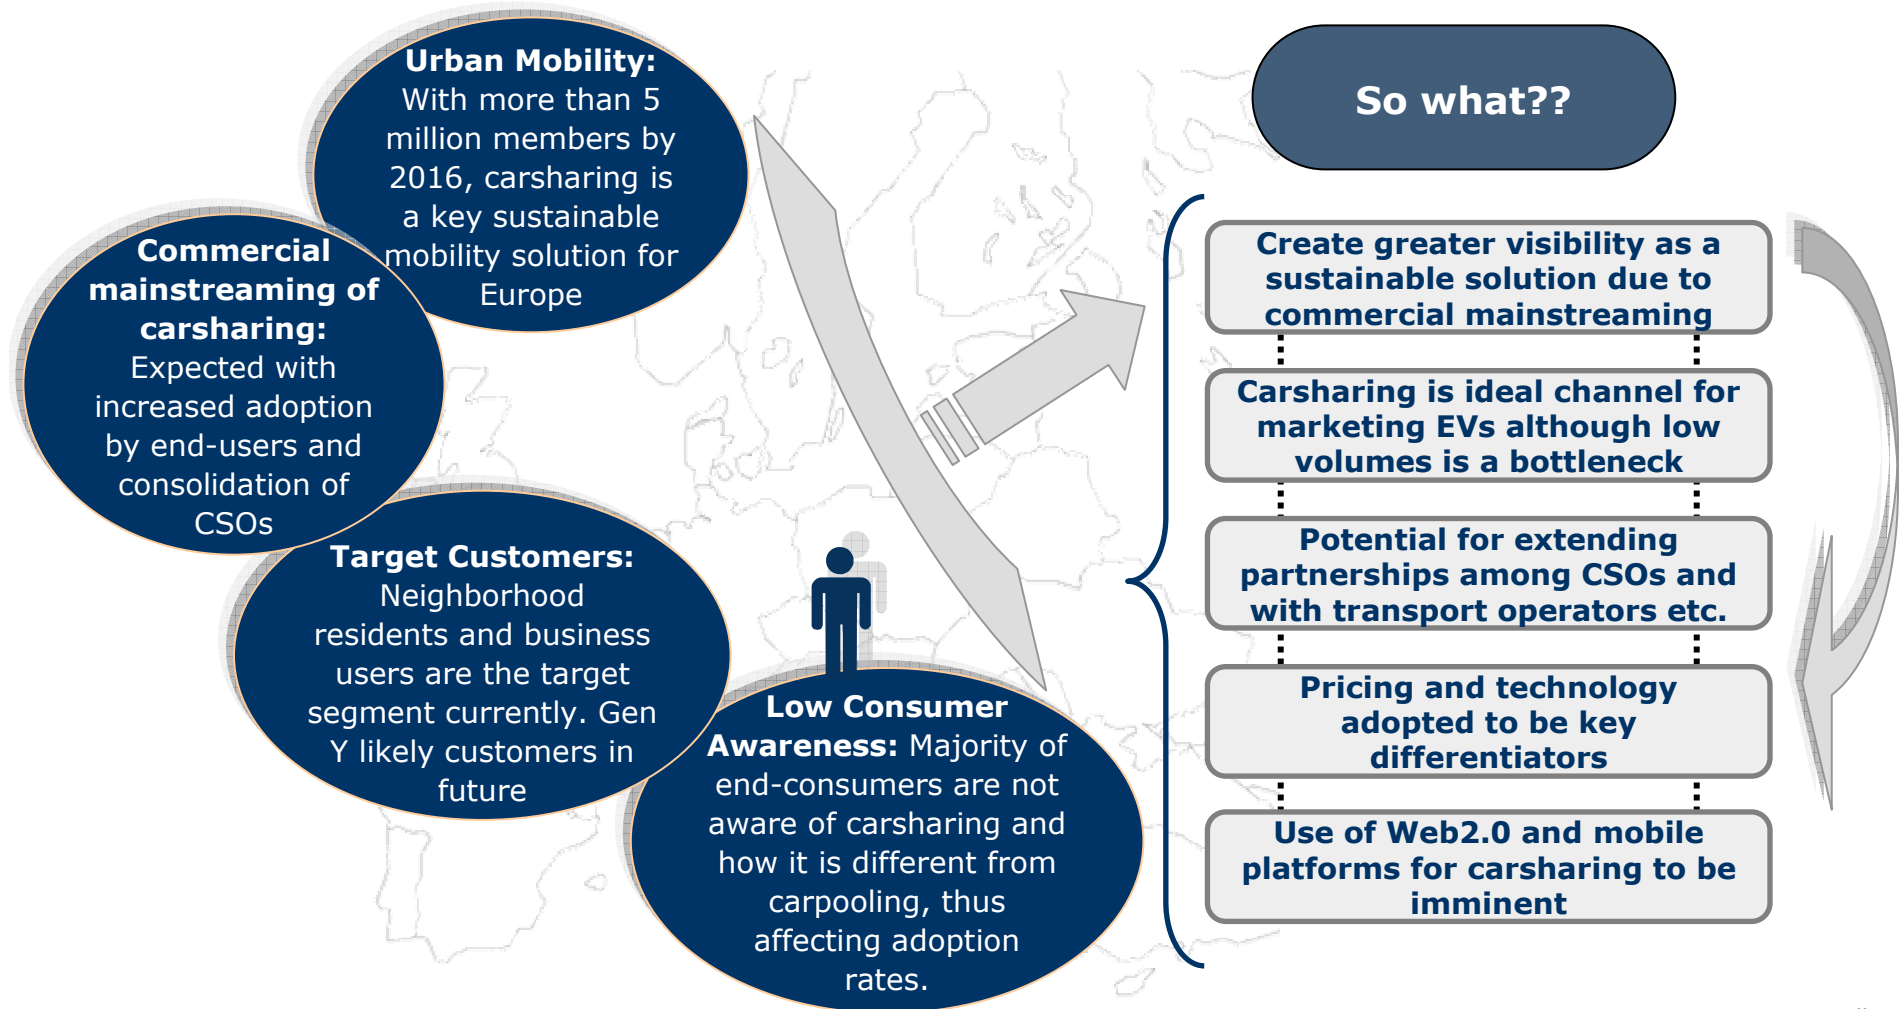 Urban Mobility:
With more than 5
million members by
2016, carsharing is
a key sustainable
mobility solution for
Europe
Commercial
mainstreaming of
carsharing:
Expected with
increased adoption
by end-users and
consolidation of
CSOs
Target Customers:
Neighborhood
residents and business
users are the target
segment currently. Gen
Y likely customers in
future
Low Consumer
Awareness: Majority of
end-consumers are not
aware of carsharing and
how it is different from
carpooling, thus
affecting adoption
rates.
So what??
Create greater visibility as a
sustainable solution due to
commercial mainstreaming
Carsharing is ideal channel for
marketing EVs although low
volumes is a bottleneck
Potential for extending
partnerships among CSOs and
with transport operators etc.
Pricing and technology
adopted to be key
differentiators
Use of Web2.0 and mobile
platforms for carsharing to be
imminent